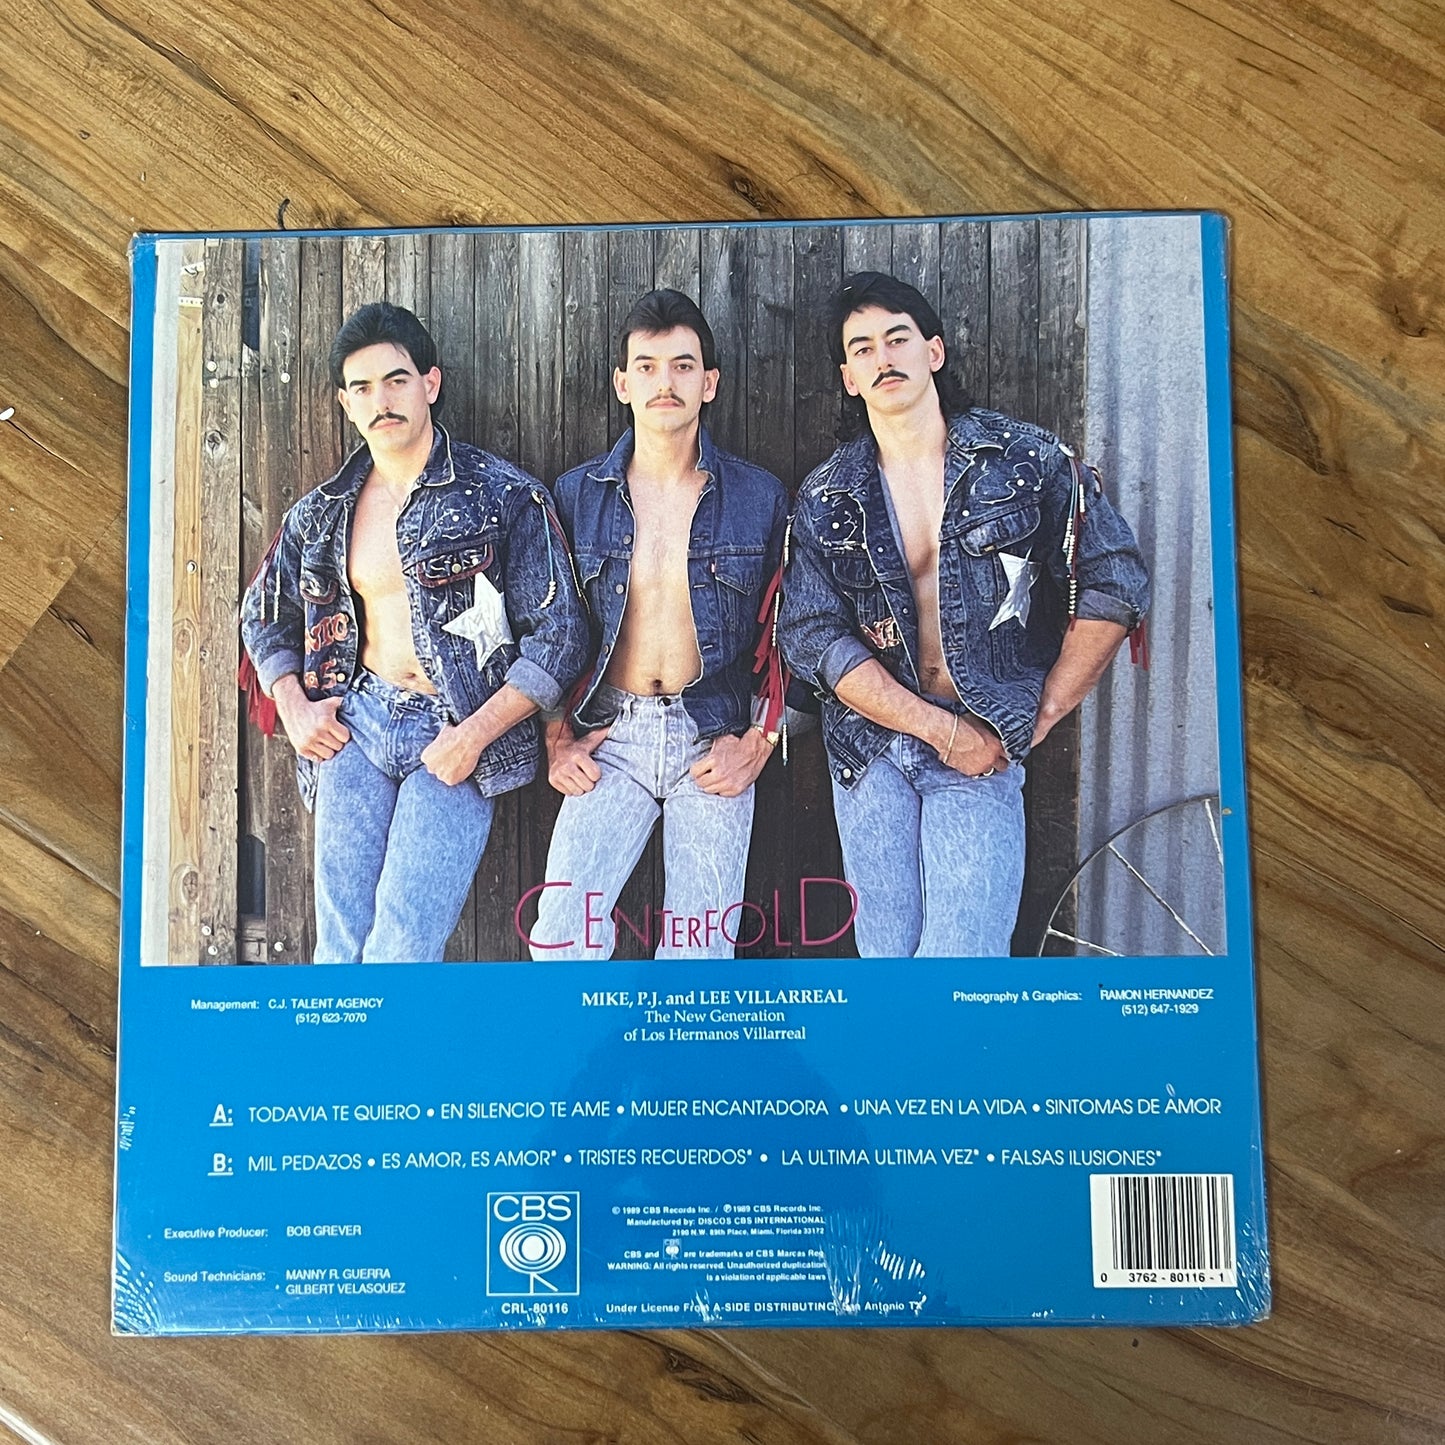 CENTERFOLD
Management: C.J. TALENT AGENCY
(512) 623-7070
MIKE, P.J. and LEE VILLARREAL
The New Generation
of Los Hermanos Villarreal
Photography & Graphics: RAMON HERNANDEZ
(512) 647-1929
A: TODAVIA TE QUIERO • EN SILENCIO TE AME • MUJER ENCANTADORA • UNA VEZ EN LA VIDA • SINTOMAS DE AMOR
B: MIL PEDAZOS • ES AMOR, ES AMOR* • TRISTES RECUERDOS* • LA ULTIMA ULTIMA VEZ* • FALSAS ILUSIONES*
Executive Producer: BOB GREVER
Sound Technicians: MANNY R. GUERRA
GILBERT VELASQUEZ
CBS
CRL-80116
© 1989 CBS Records Inc. / ℗ 1989 CBS Records Inc.
Manufactured by: DISCOS CBS INTERNATIONAL
2190 N.W. 89th Place, Miami, Florida 33172
CBS and CBS are trademarks of CBS Marcas Reg
WARNING: All rights reserved. Unauthorized duplication
is a violation of applicable laws
Under License From A-SIDE DISTRIBUTING, San Antonio TX
0 3762-80116-1